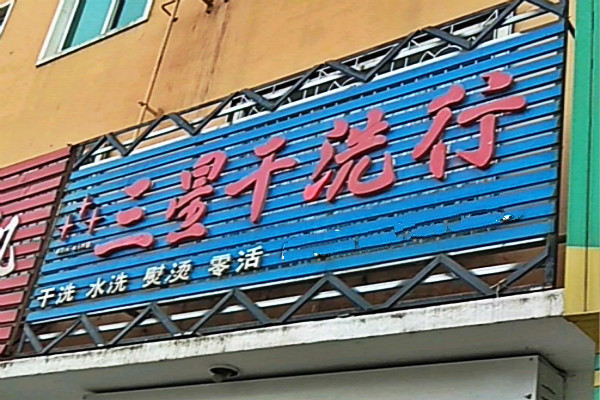 三星干洗行
干洗 水洗 熨烫 零活